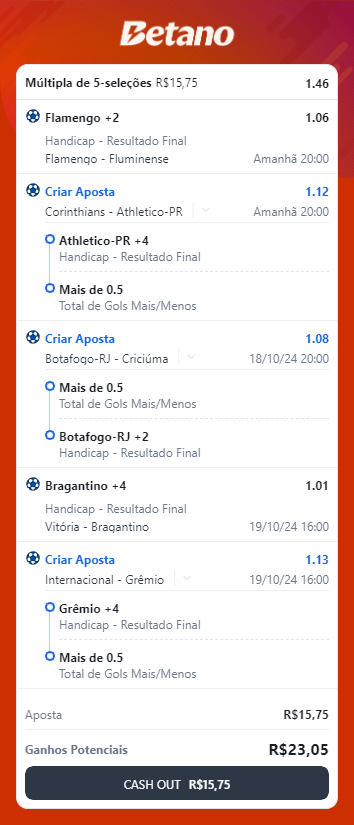 Betano
Múltipla de 5-seleções R$15,75 1.46
Flamengo +2 1.06
Handicap - Resultado Final
Flamengo - Fluminense Amanhã 20:00
Criar Aposta 1.12
Corinthians - Athletico-PR Amanhã 20:00
Athletico-PR +4
Handicap - Resultado Final
Mais de 0.5
Total de Gols Mais/Menos
Criar Aposta 1.08
Botafogo-RJ - Criciúma 18/10/24 20:00
Mais de 0.5
Total de Gols Mais/Menos
Botafogo-RJ +2
Handicap - Resultado Final
Bragantino +4 1.01
Handicap - Resultado Final
Vitória - Bragantino 19/10/24 16:00
Criar Aposta 1.13
Internacional - Grêmio 19/10/24 16:00
Grêmio +4
Handicap - Resultado Final
Mais de 0.5
Total de Gols Mais/Menos
Aposta R$15,75
Ganhos Potenciais R$23,05
CASH OUT R$15,75